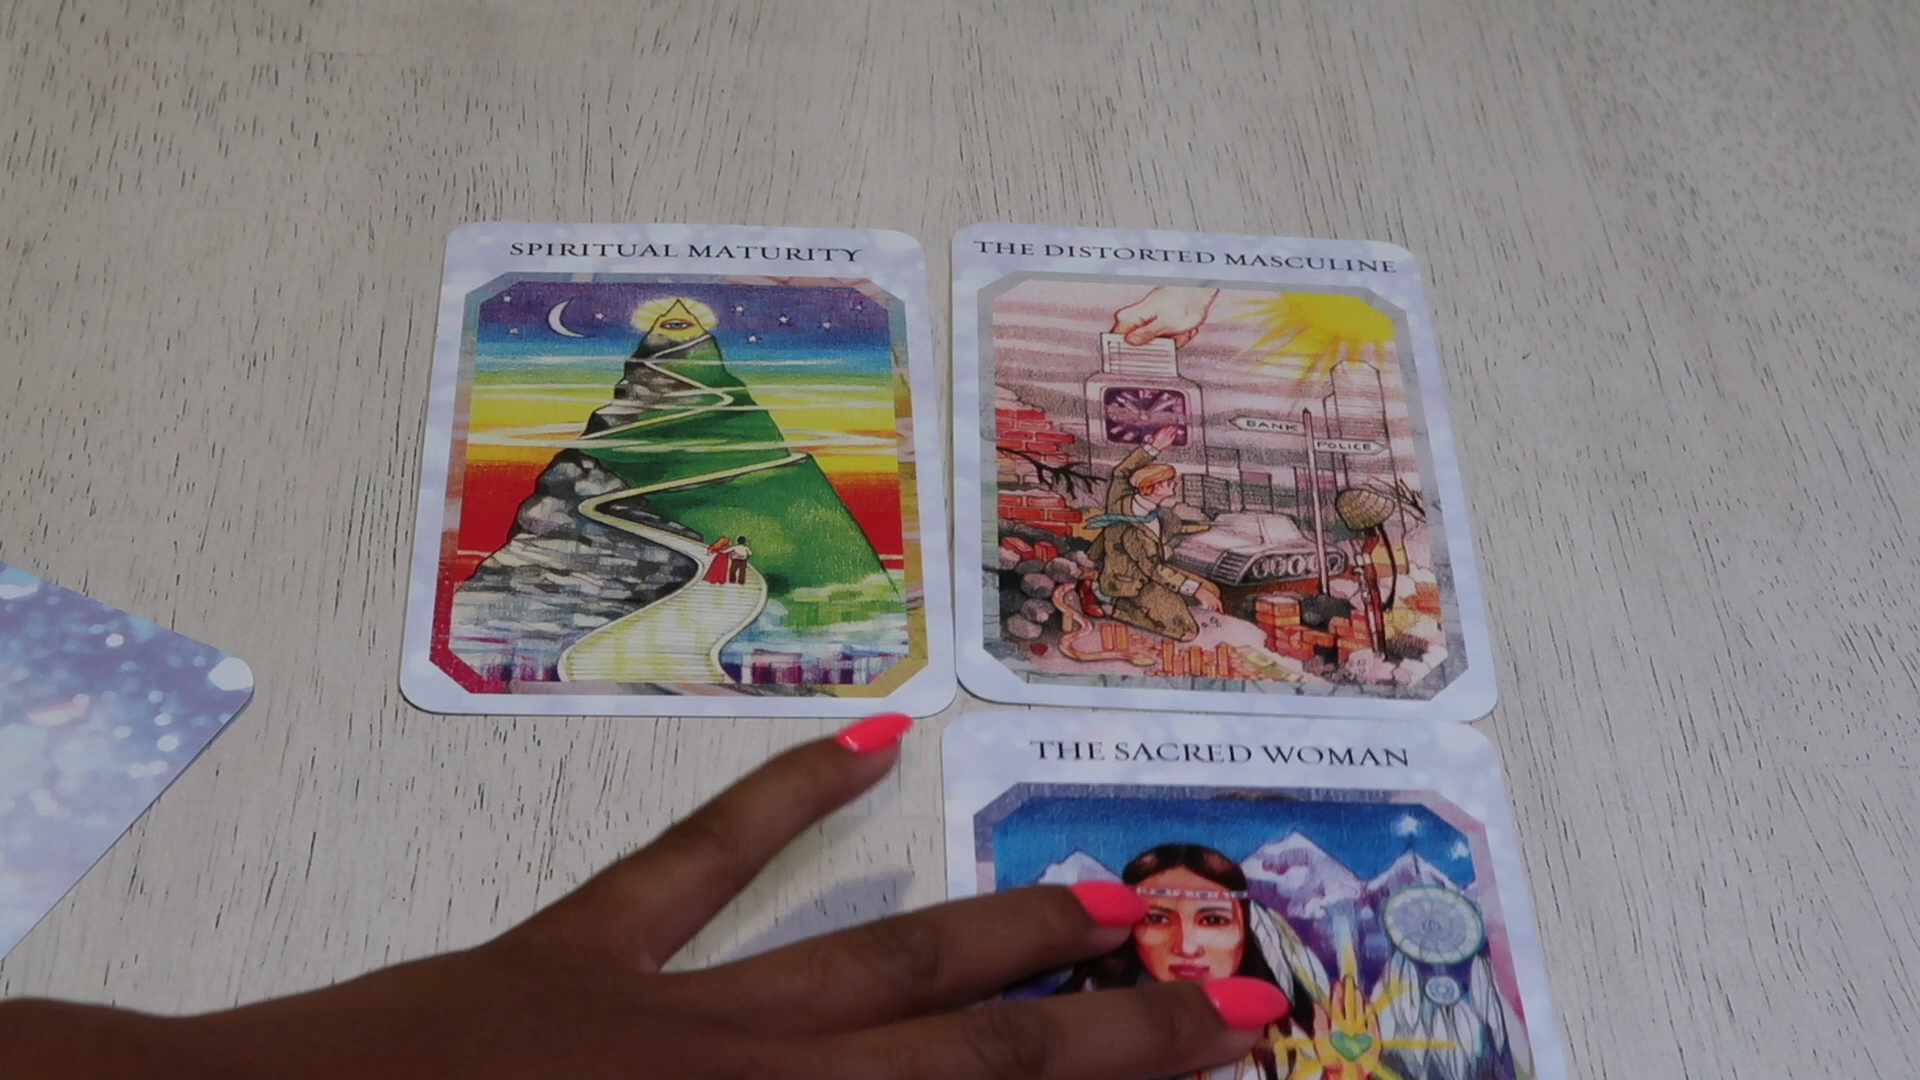 SPIRITUAL MATURITY
THE DISTORTED MASCULINE
BANK
POLICE
THE SACRED WOMAN